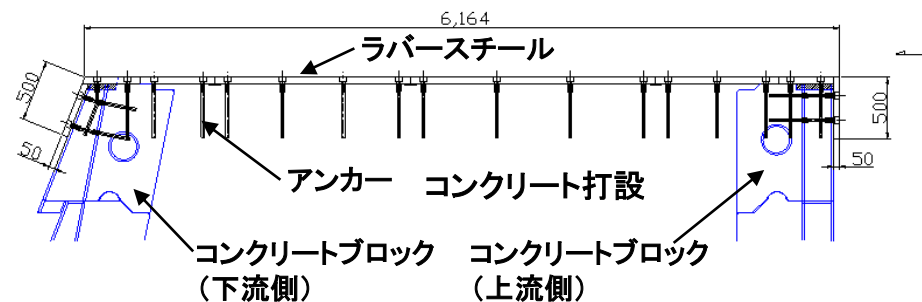 6,164
ラバースチール
500
500
50
50
アンカー
コンクリート打設
コンクリートブロック
（下流側）
コンクリートブロック
（上流側）